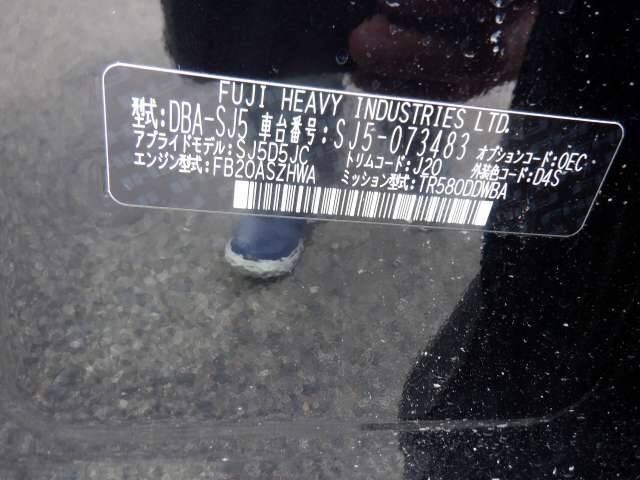 FUJI HEAVY INDUSTRIES LTD.
型式:DBA-SJ5 車台番号:SJ5-073483 オプションコード:OEC
アプライドモデル:SJ5D5JC トリムコード:J20 外装色コード:D4S
エンジン型式:FB20ASZHWA ミッション型式:TR580DDWBA